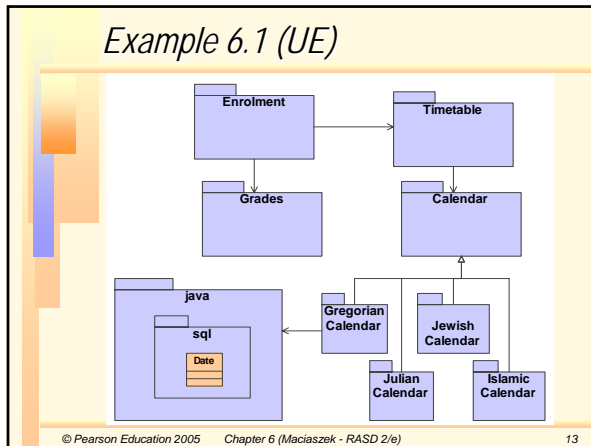 Example 6.1 (UE)
Enrolment
Timetable
Grades
Calendar
java
sql
Date
Gregorian
Calendar
Jewish
Calendar
Julian
Calendar
Islamic
Calendar
© Pearson Education 2005 Chapter 6 (Maciaszek - RASD 2/e) 13